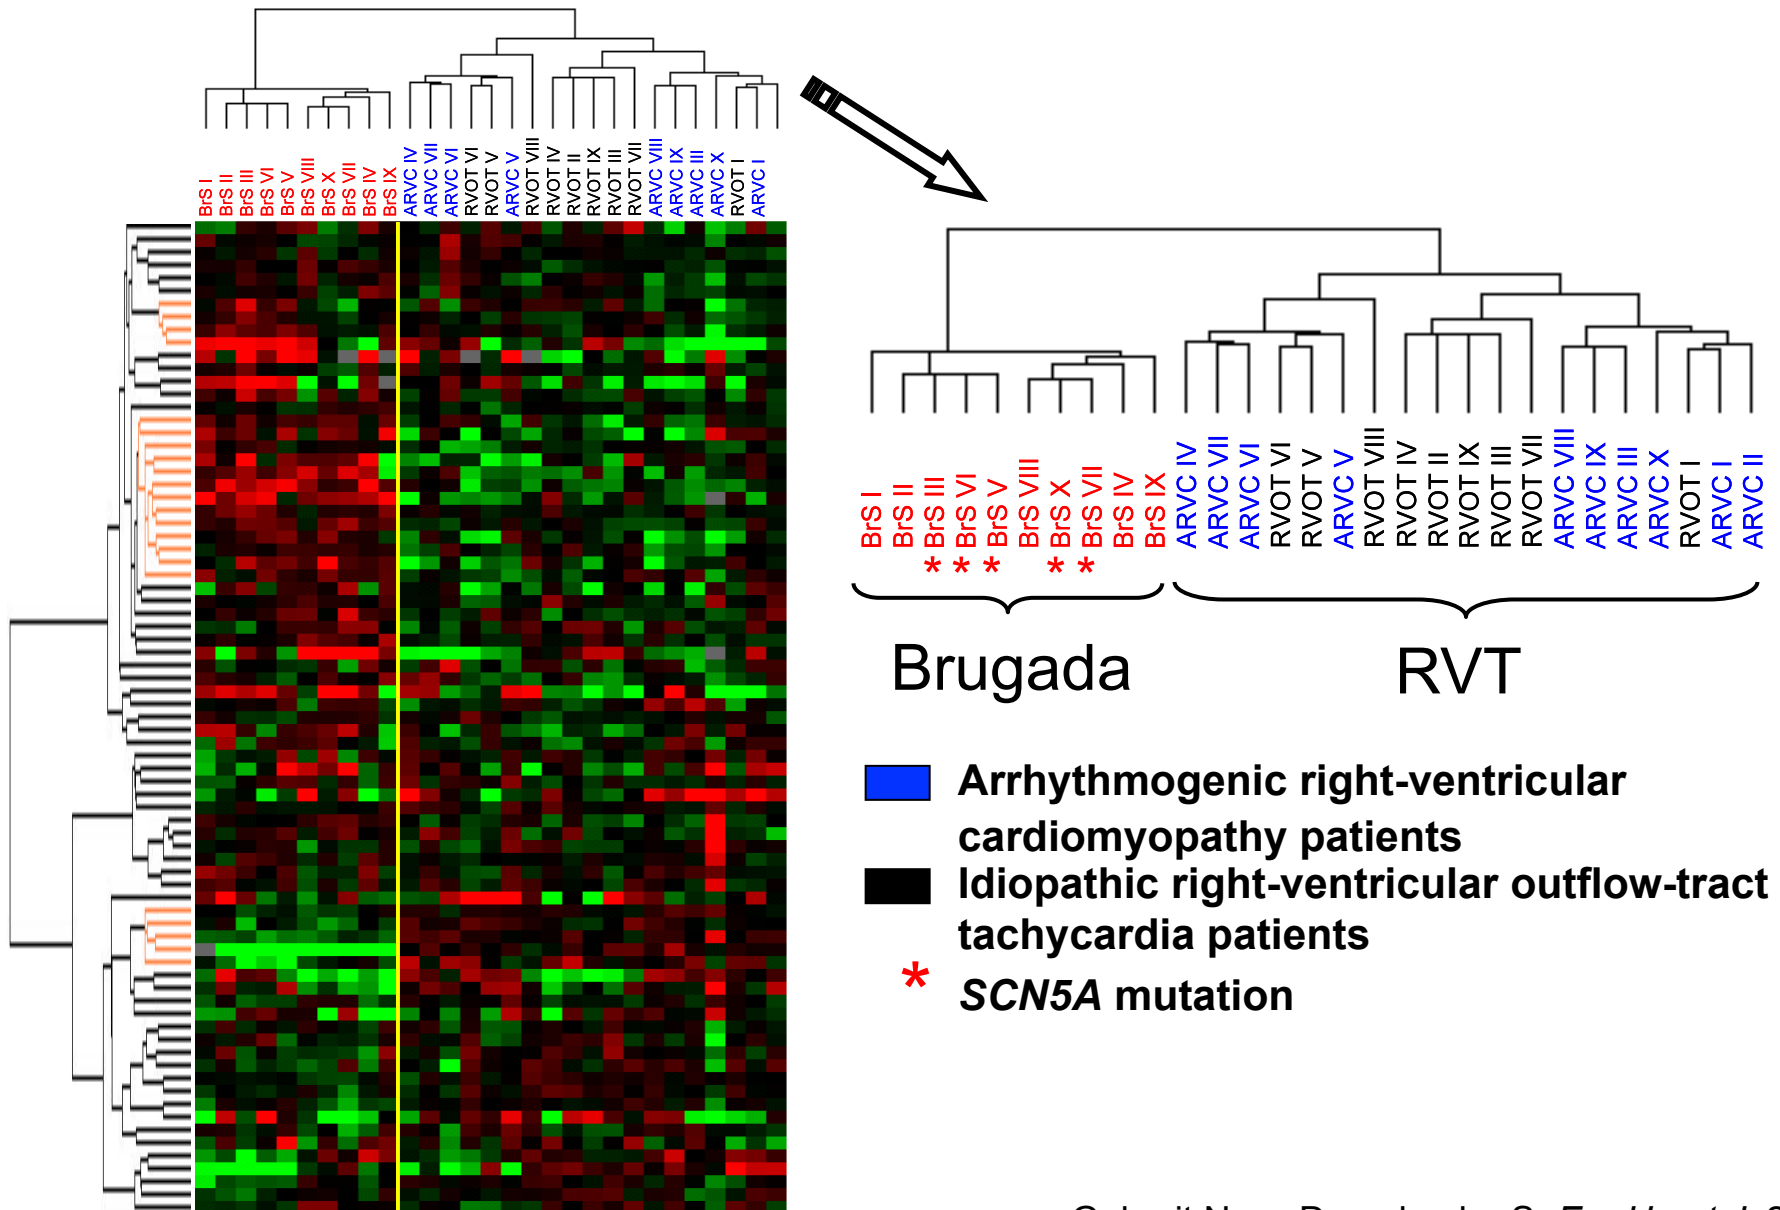 BrS I
BrS II
BrS III
BrS VI
BrS V
BrS VIII
BrS X
BrS VII
BrS IV
BrS IX
ARVC IV
ARVC VII
ARVC VI
RVOT VI
RVOT V
ARVC V
RVOT VIII
RVOT IV
RVOT II
RVOT IX
RVOT III
RVOT VII
ARVC VIII
ARVC IX
ARVC III
ARVC X
RVOT I
ARVC I
BrS I
BrS II
* BrS III
* BrS VI
* BrS V
BrS VIII
* BrS X
* BrS VII
BrS IV
BrS IX
ARVC IV
ARVC VII
ARVC VI
RVOT VI
RVOT V
ARVC V
RVOT VIII
RVOT IV
RVOT II
RVOT IX
RVOT III
RVOT VII
ARVC VIII
ARVC IX
ARVC III
ARVC X
RVOT I
ARVC I
ARVC II
Brugada
RVT
Arrhythmogenic right-ventricular
cardiomyopathy patients
Idiopathic right-ventricular outflow-tract
tachycardia patients
* SCN5A mutation